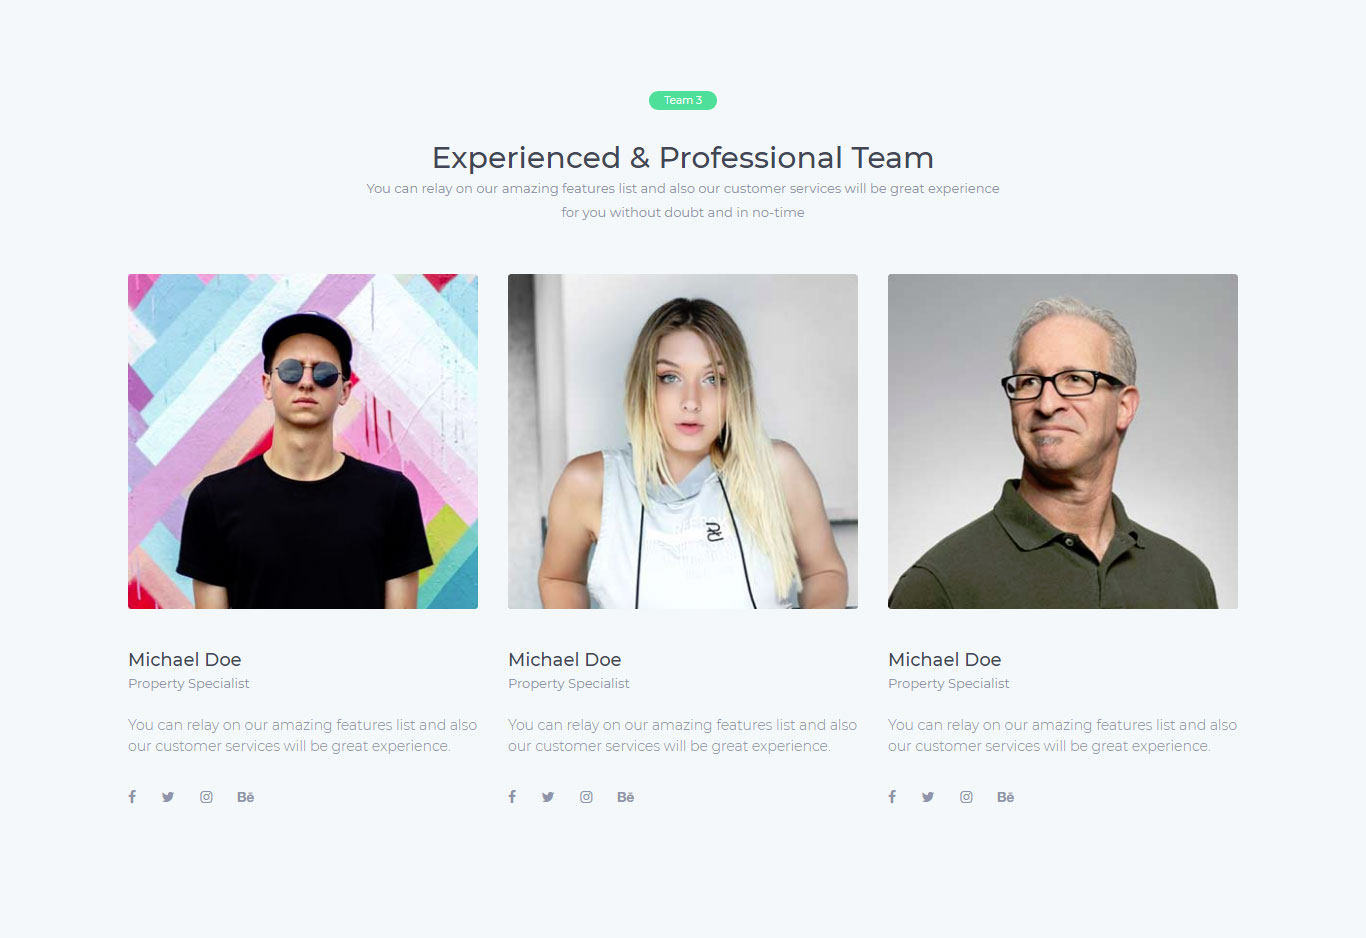 Team 3
Experienced & Professional Team
You can relay on our amazing features list and also our customer services will be great experience
for you without doubt and in no-time
Michael Doe
Property Specialist
You can relay on our amazing features list and also
our customer services will be great experience.
Bē
Michael Doe
Property Specialist
You can relay on our amazing features list and also
our customer services will be great experience.
Bē
Michael Doe
Property Specialist
You can relay on our amazing features list and also
our customer services will be great experience.
Bē